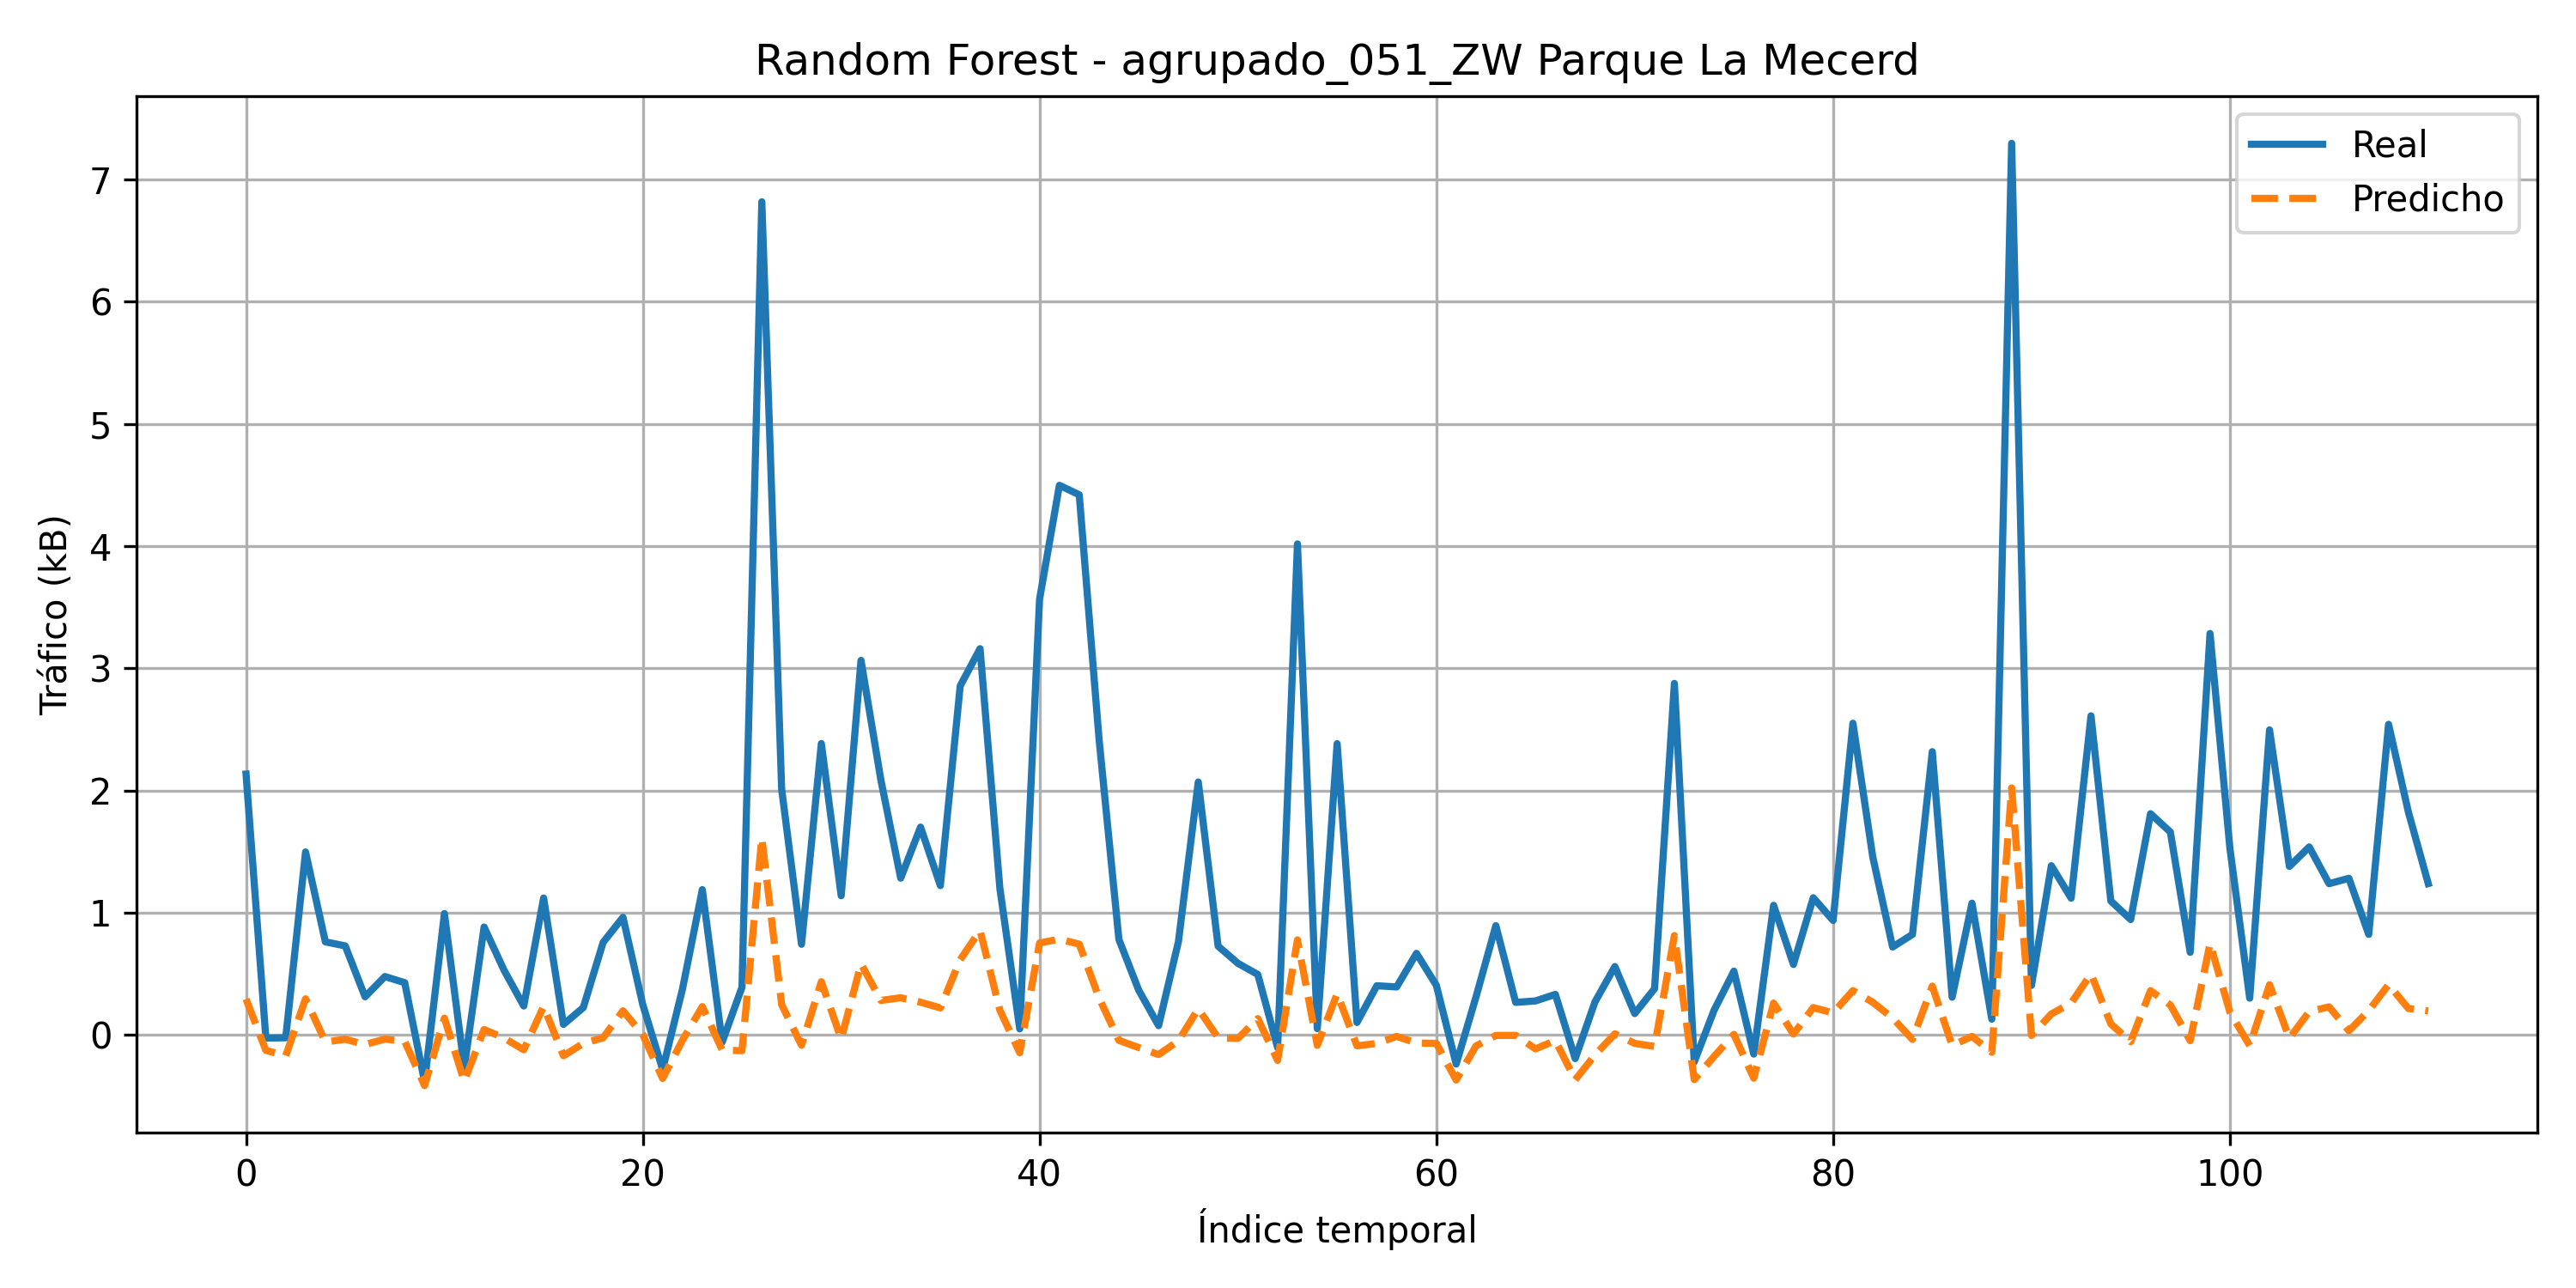 Random Forest - agrupado_051_ZW Parque La Mecerd
Real
Predicho
Tráfico (kB)
7
6
5
4
3
2
1
0
0 20 40 60 80 100
Índice temporal